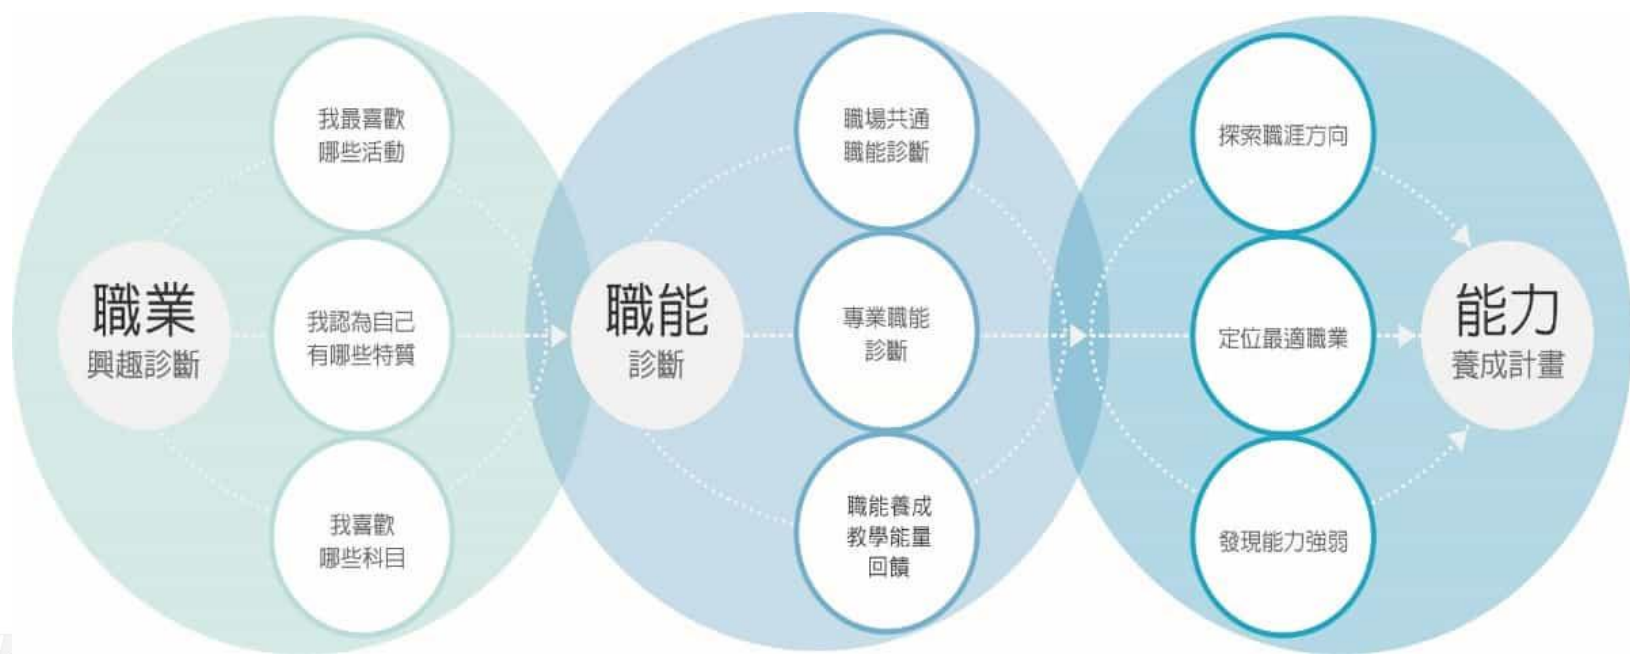 職業
興趣診斷
我最喜歡
哪些活動
我認為自己
有哪些特質
我喜歡
哪些科目
職能
診斷
職場共通
職能診斷
專業職能
診斷
職能養成
教學能量
回饋
探索職涯方向
定位最適職業
發現能力強弱
能力
養成計畫